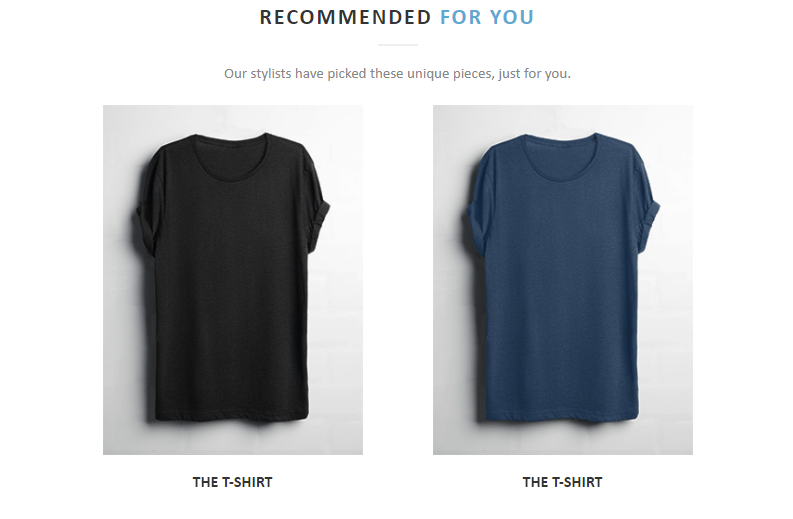 RECOMMENDED FOR YOU
Our stylists have picked these unique pieces, just for you.
THE T-SHIRT
THE T-SHIRT